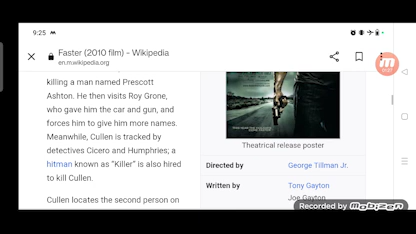 9:25
Faster (2010 film) - Wikipedia
en.m.wikipedia.org
killing a man named Prescott
Ashton. He then visits Roy Grone,
who gave him the car and gun, and
forces him to give him more names.
Meanwhile, Cullen is tracked by
detectives Cicero and Humphries; a
hitman known as "Killer" is also hired
to kill Cullen.
Cullen locates the second person on
Theatrical release poster
Directed by George Tillman Jr.
Written by Tony Gayton
Joe Gayton
Recorded by MOBIZEN